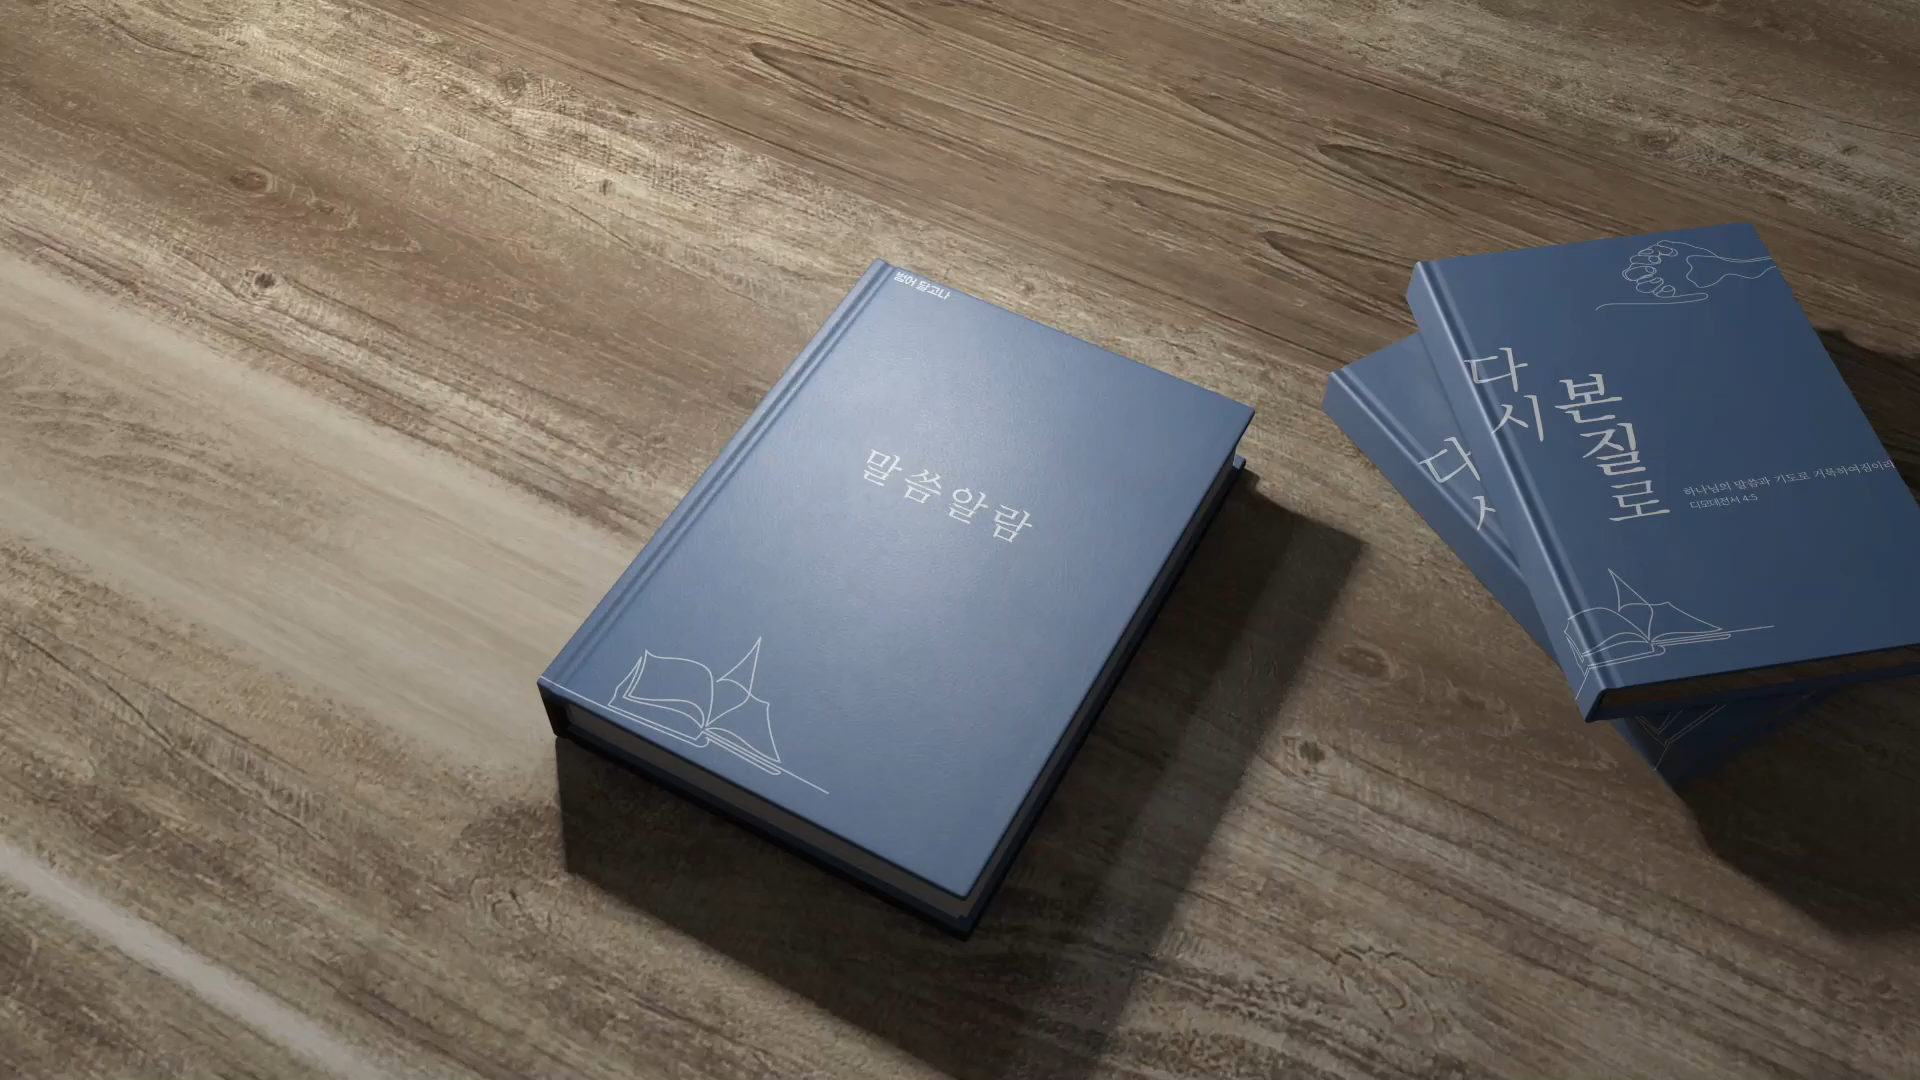 말씀알람
다시
본질로
하나님의 말씀과 기도로 거룩하여짐이라
디모데전서 4:5
다